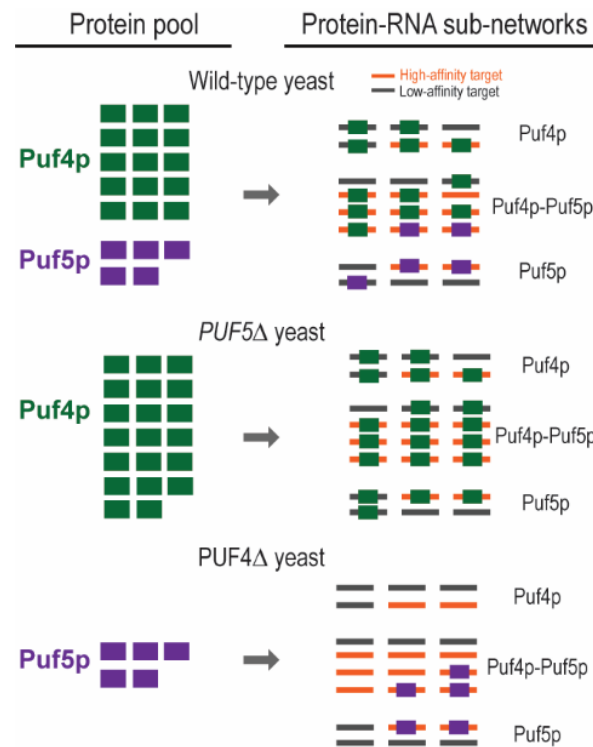 Protein pool
Protein-RNA sub-networks
Wild-type yeast
High-affinity target
Low-affinity target
Puf4p
Puf5p
Puf4p
Puf4p-Puf5p
Puf5p
PUF5Δ yeast
Puf4p
Puf4p
Puf4p-Puf5p
Puf5p
PUF4Δ yeast
Puf5p
Puf4p
Puf4p-Puf5p
Puf5p